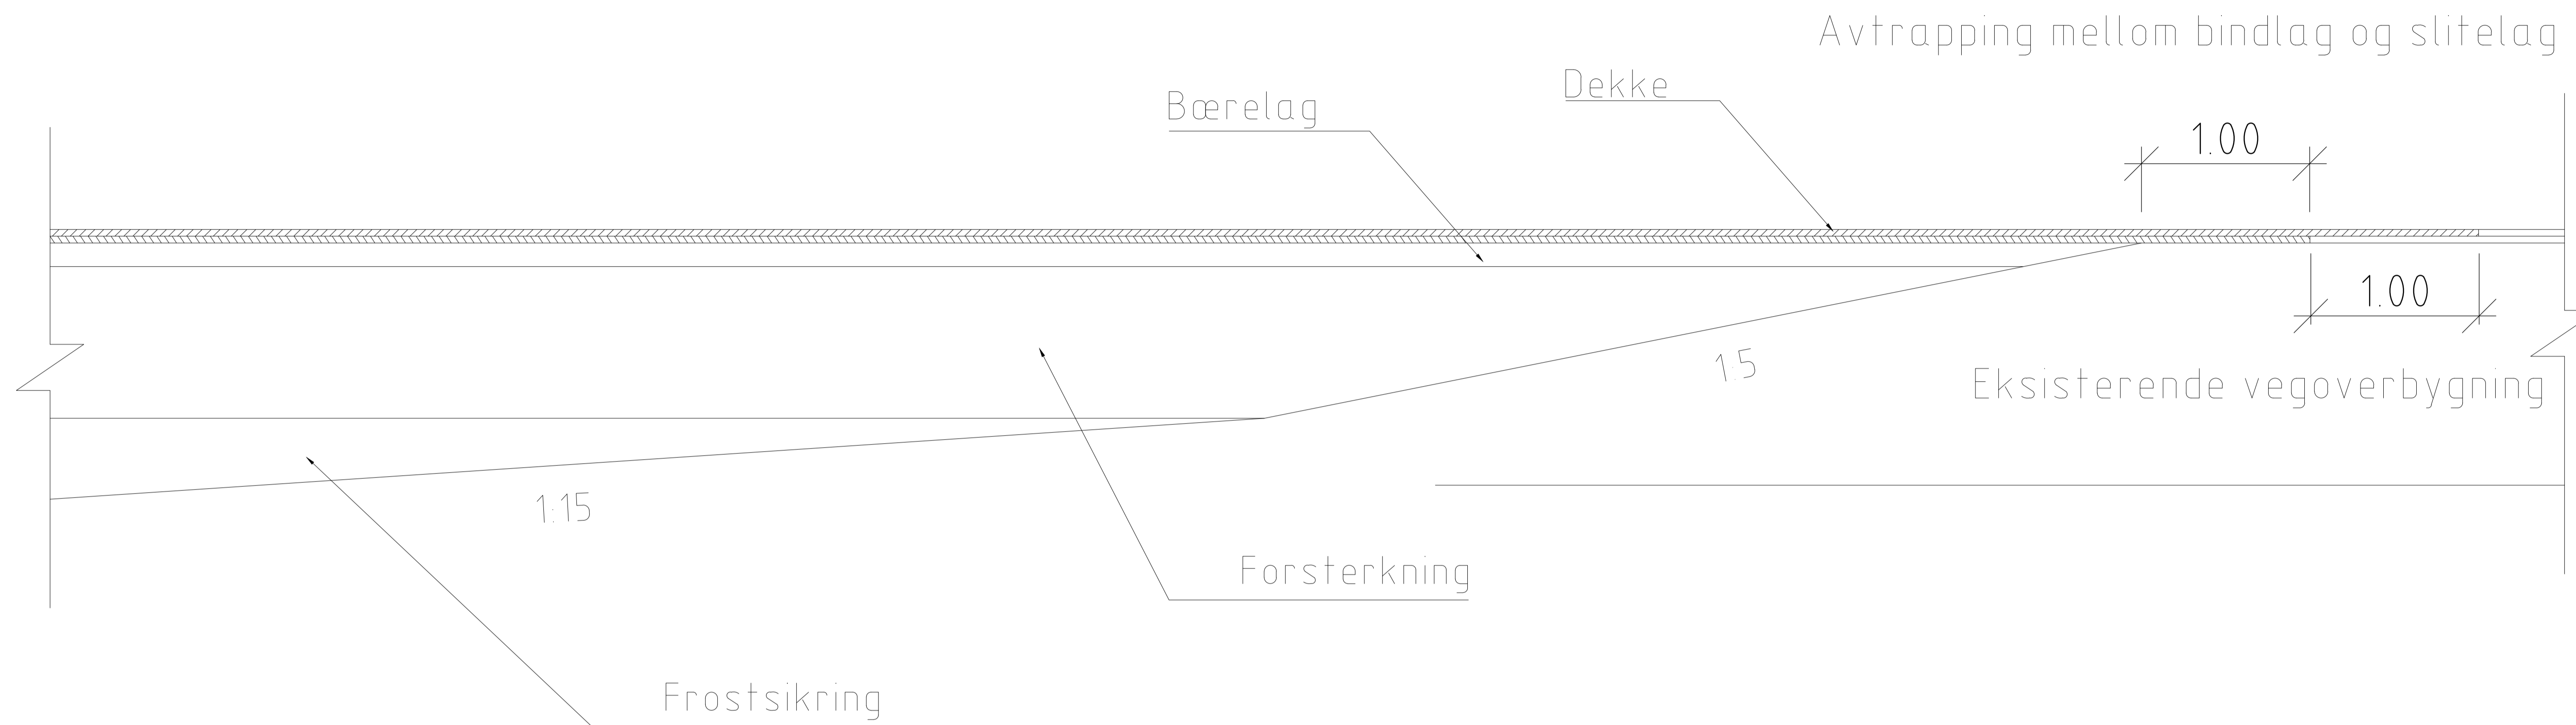 Avtrapping mellom bindlag og slitelag
Dekke
Bærelag
1.00
1.00
1:5
Eksisterende vegoverbygning
1:15
Forsterkning
Frostsikring